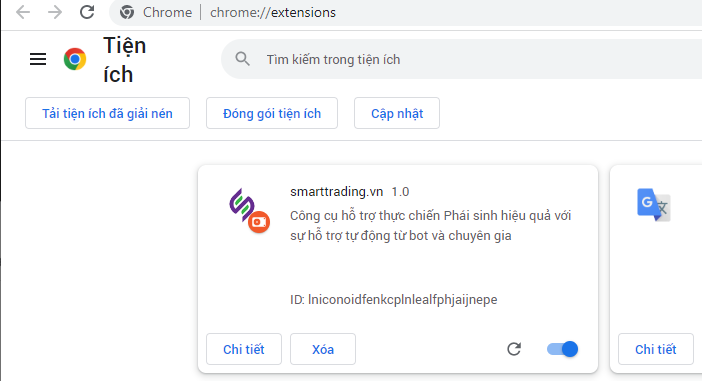 Chrome | chrome://extensions
Tiện ích
Tìm kiếm trong tiện ích
Tải tiện ích đã giải nén
Đóng gói tiện ích
Cập nhật
smarttrading.vn 1.0
Công cụ hỗ trợ thực chiến Phái sinh hiệu quả với
sự hỗ trợ tự động từ bot và chuyên gia
ID: lniconoidfenkcplnlealfphjaijnepe
Chi tiết
Xóa
Chi tiết